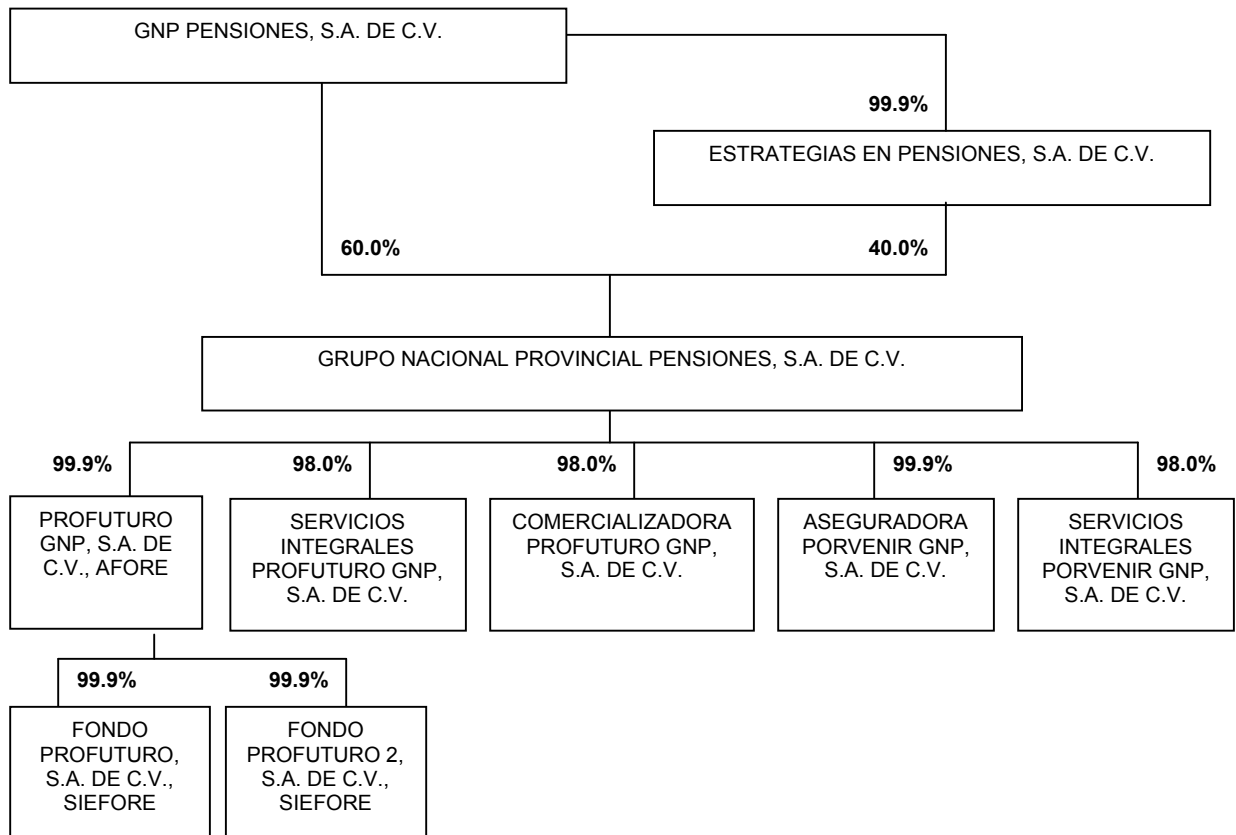 GNP PENSIONES, S.A. DE C.V.
99.9%
ESTRATEGIAS EN PENSIONES, S.A. DE C.V.
60.0%
40.0%
GRUPO NACIONAL PROVINCIAL PENSIONES, S.A. DE C.V.
99.9%
98.0%
98.0%
99.9%
98.0%
PROFUTURO
GNP, S.A. DE
C.V., AFORE
SERVICIOS
INTEGRALES
PROFUTURO GNP,
S.A. DE C.V.
COMERCIALIZADORA
PROFUTURO GNP,
S.A. DE C.V.
ASEGURADORA
PORVENIR GNP,
S.A. DE C.V.
SERVICIOS
INTEGRALES
PORVENIR GNP,
S.A. DE C.V.
99.9%
99.9%
FONDO
PROFUTURO,
S.A. DE C.V.,
SIEFORE
FONDO
PROFUTURO 2,
S.A. DE C.V.,
SIEFORE